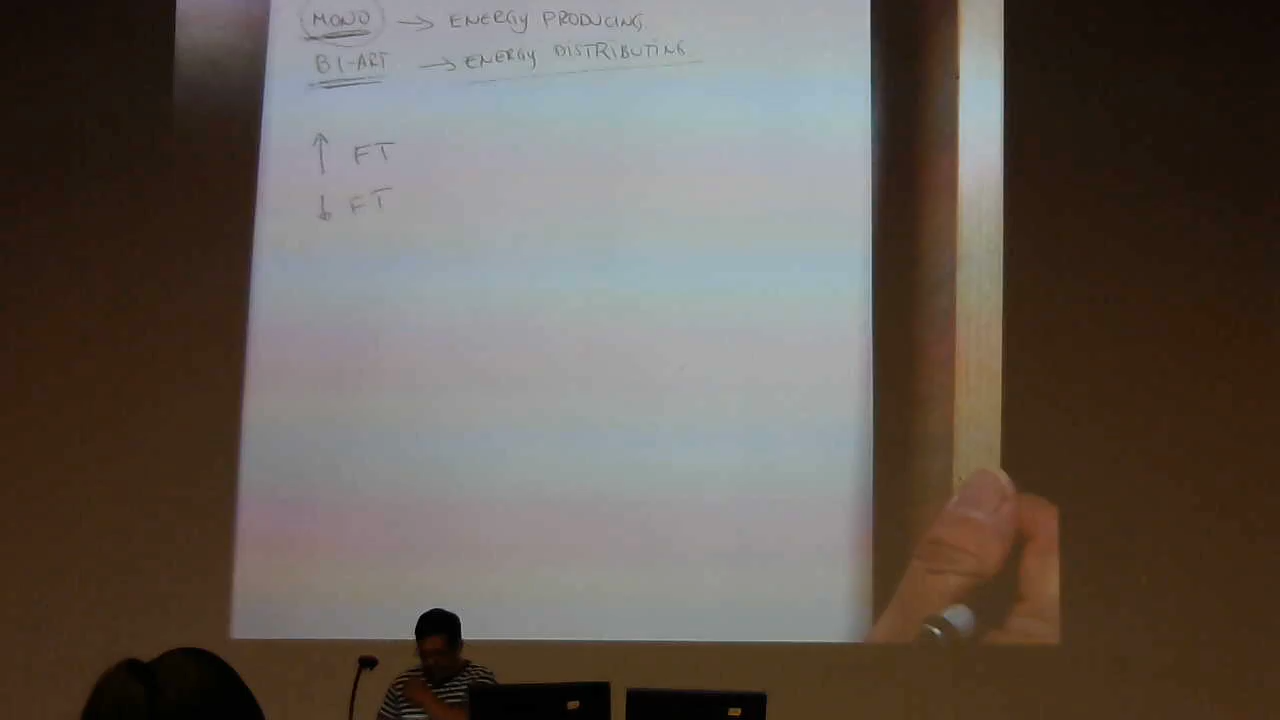 MONO → ENERGY PRODUCING
BI-ART → ENERGY DISTRIBUTING
↑ FT
↓ FT